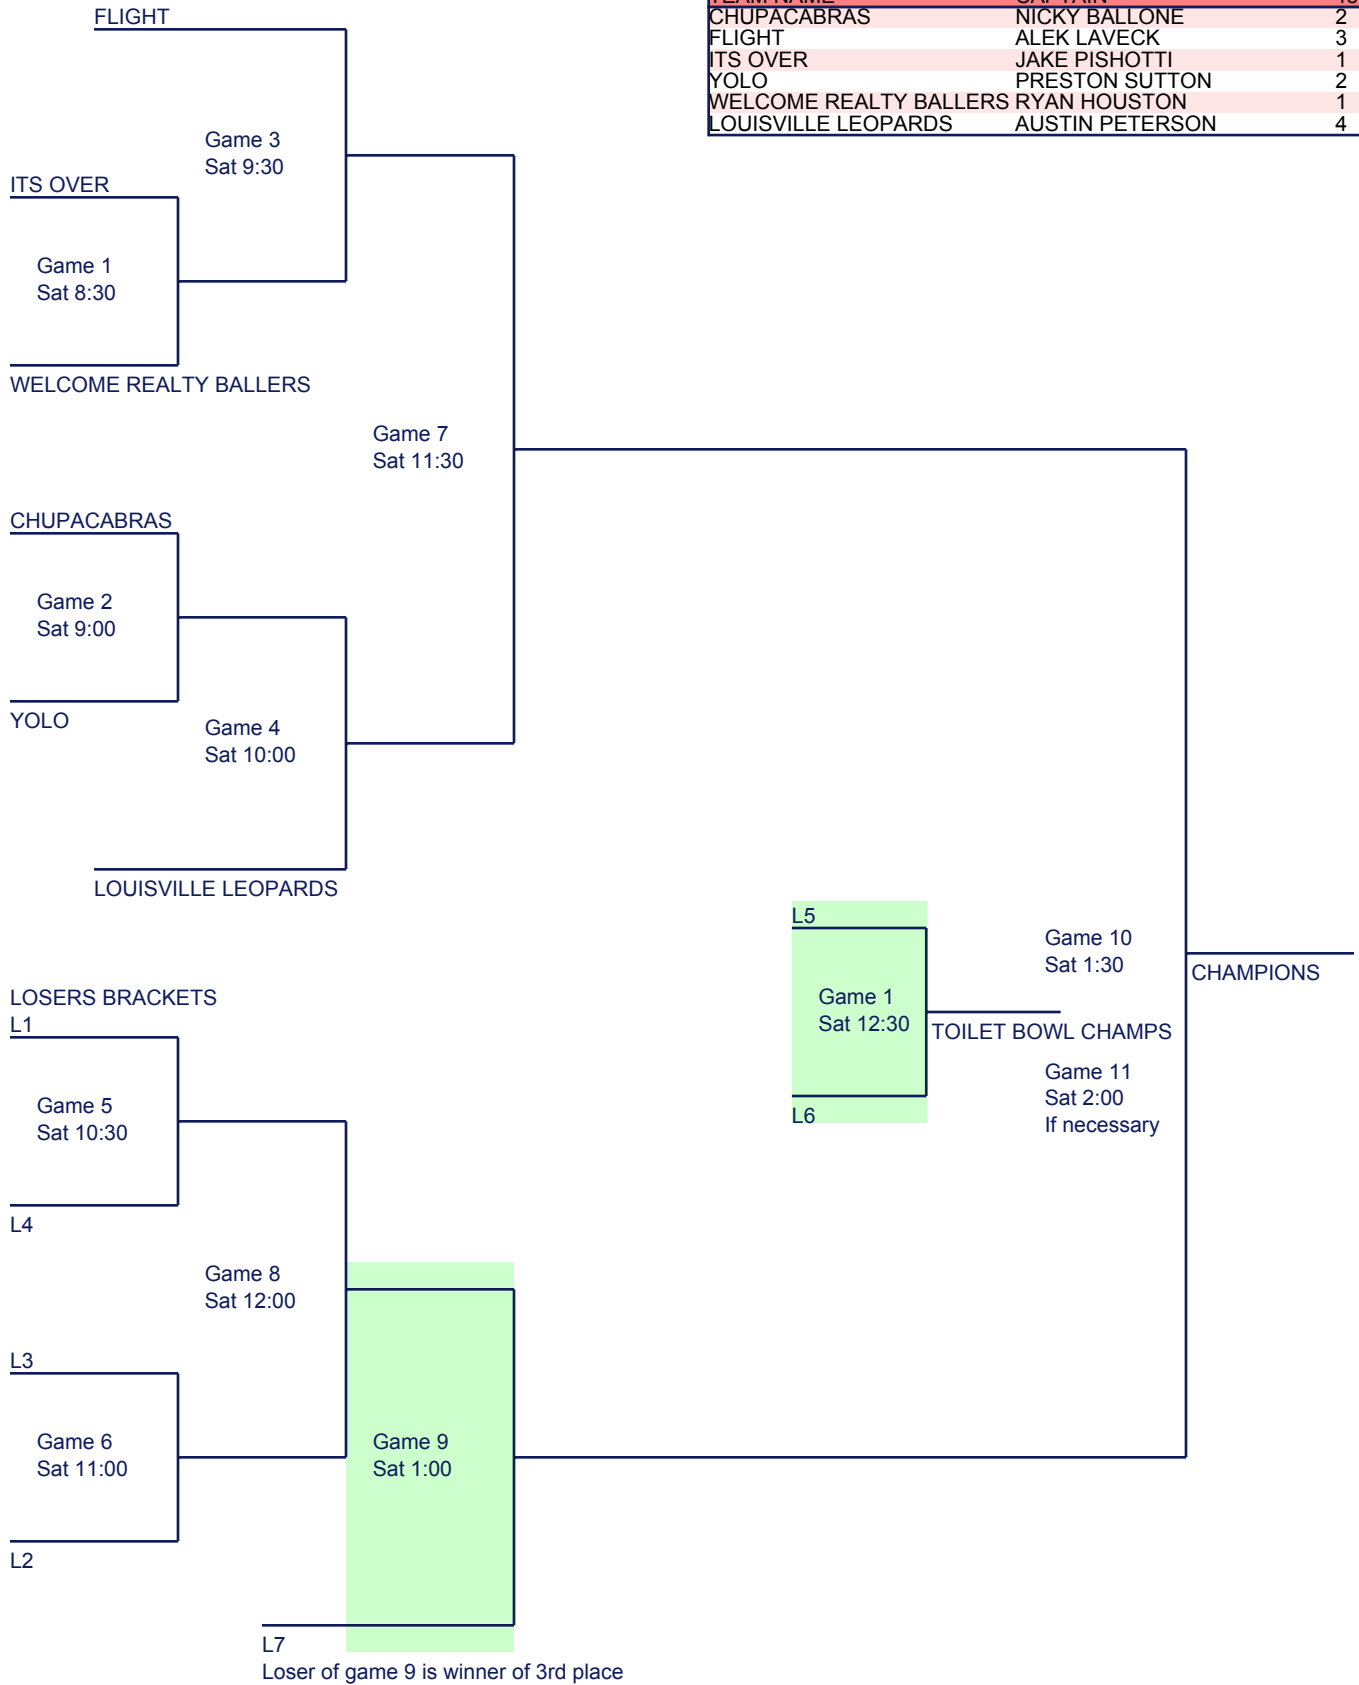 FLIGHT
TEAM NAME CAPTAIN
CHUPACABRAS NICKY BALLONE 2
FLIGHT ALEK LAVECK 3
ITS OVER JAKE PISHOTTI 1
YOLO PRESTON SUTTON 2
WELCOME REALTY BALLERS RYAN HOUSTON 1
LOUISVILLE LEOPARDS AUSTIN PETERSON 4
Game 3
Sat 9:30
ITS OVER
Game 1
Sat 8:30
WELCOME REALTY BALLERS
Game 7
Sat 11:30
CHUPACABRAS
Game 2
Sat 9:00
YOLO
Game 4
Sat 10:00
LOUISVILLE LEOPARDS
L5
Game 10
Sat 1:30
CHAMPIONS
Game 1
Sat 12:30
TOILET BOWL CHAMPS
Game 11
Sat 2:00
If necessary
L6
LOSERS BRACKETS
L1
Game 5
Sat 10:30
L4
Game 8
Sat 12:00
L3
Game 6
Sat 11:00
Game 9
Sat 1:00
L2
L7
Loser of game 9 is winner of 3rd place